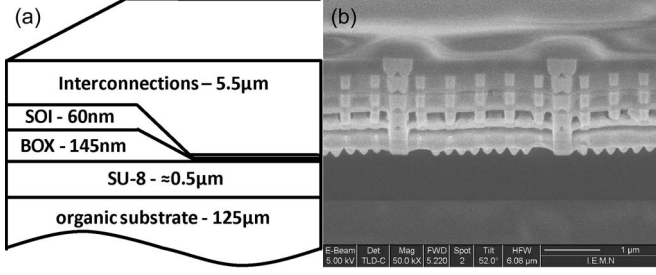 (a)
Interconnections – 5.5µm
SOI - 60nm
BOX - 145nm
SU-8 - ≈0.5µm
organic substrate - 125µm
(b)
E-Beam Det Mag FWD Spot Tilt HFW 1 µm
5.00 kV TLD-C 50.0 kX 5.220 2 52.0° 6.08 µm I.E.M.N